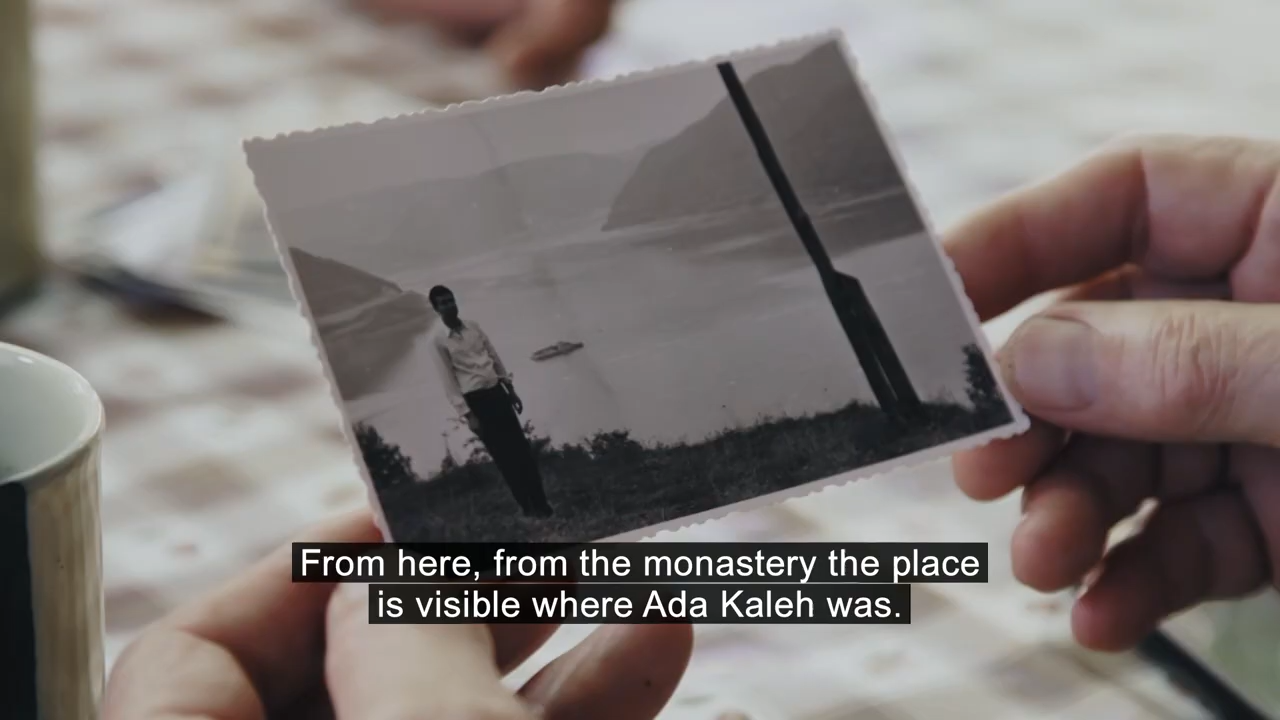 From here, from the monastery the place
is visible where Ada Kaleh was.